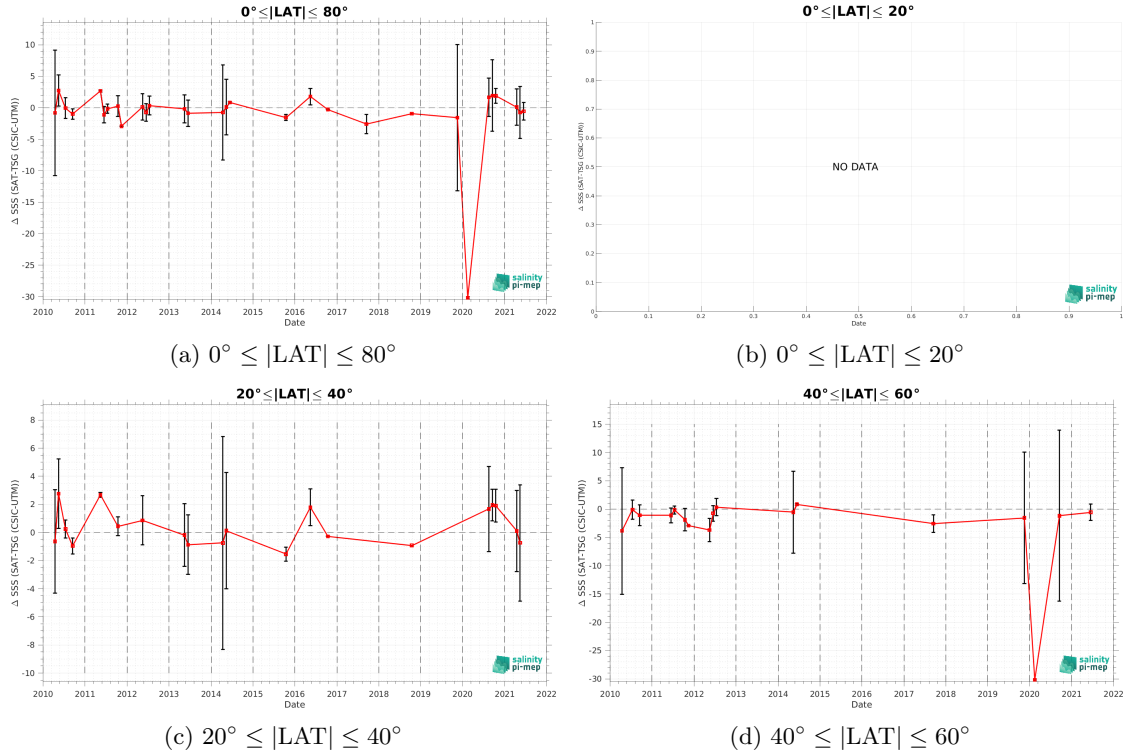 0°≤|LAT|≤ 80°
Δ SSS (SAT-TSG (CSIC-UTM))
10
5
0
-5
-10
-15
-20
-25
-30
2010 2011 2012 2013 2014 2015 2016 2017 2018 2019 2020 2021 2022
Date
salinity
pi-mep
(a) 0° ≤ |LAT| ≤ 80°
0°≤|LAT|≤ 20°
Δ SSS (SAT-TSG (CSIC-UTM))
1
0.9
0.8
0.7
0.6
0.5
0.4
0.3
0.2
0.1
0
NO DATA
0 0.1 0.2 0.3 0.4 0.5 0.6 0.7 0.8 0.9 1
Date
salinity
pi-mep
(b) 0° ≤ |LAT| ≤ 20°
20°≤|LAT|≤ 40°
Δ SSS (SAT-TSG (CSIC-UTM))
8
6
4
2
0
-2
-4
-6
-8
-10
2010 2011 2012 2013 2014 2015 2016 2017 2018 2019 2020 2021 2022
Date
salinity
pi-mep
(c) 20° ≤ |LAT| ≤ 40°
40°≤|LAT|≤ 60°
Δ SSS (SAT-TSG (CSIC-UTM))
15
10
5
0
-5
-10
-15
-20
-25
-30
2010 2011 2012 2013 2014 2015 2016 2017 2018 2019 2020 2021 2022
Date
salinity
pi-mep
(d) 40° ≤ |LAT| ≤ 60°